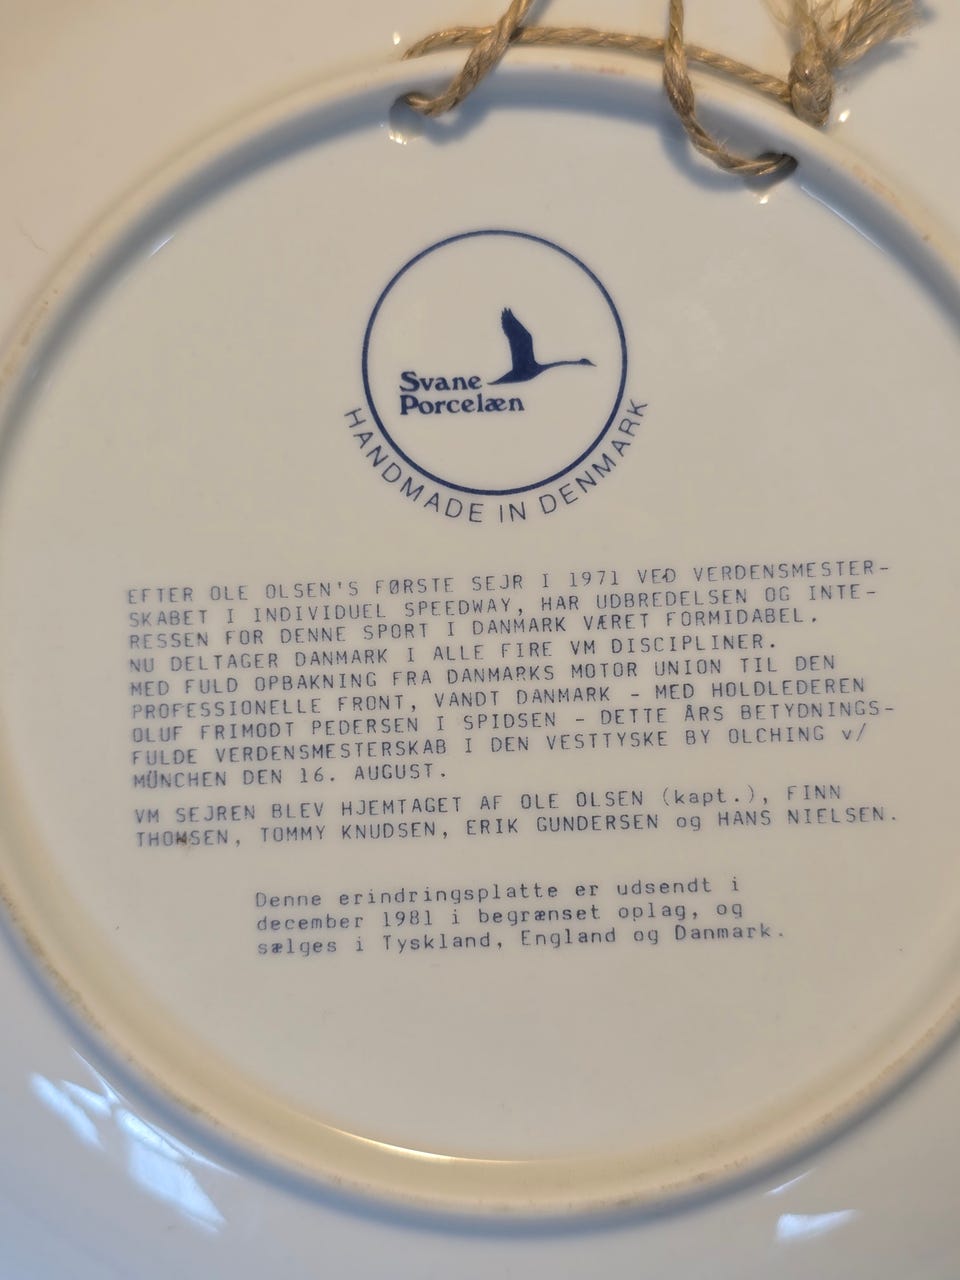 Svane
Porcelæn
HANDMADE IN DENMARK
EFTER OLE OLSEN'S FØRSTE SEJR I 1971 VED VERDENSMESTER-
SKABET I INDIVIDUEL SPEEDWAY, HAR UDBREDELSEN OG INTE-
RESSEN FOR DENNE SPORT I DANMARK VÆRET FORMIDABEL.
NU DELTAGER DANMARK I ALLE FIRE VM DISCIPLINER.
MED FULD OPBAKNING FRA DANMARKS MOTOR UNION TIL DEN
PROFESSIONELLE FRONT, VANDT DANMARK - MED HOLDLEDEREN
OLUF FRIMODT PEDERSEN I SPIDSEN - DETTE ÅRS BETYDNINGS-
FULDE VERDENSMESTERSKAB I DEN VESTTYSKE BY OLCHING v/
MÜNCHEN DEN 16. AUGUST.
VM SEJREN BLEV HJEMTAGET AF OLE OLSEN (kapt.), FINN
THOMSEN, TOMMY KNUDSEN, ERIK GUNDERSEN og HANS NIELSEN.
Denne erindringsplatte er udsendt i
december 1981 i begrænset oplag, og
sælges i Tyskland, England og Danmark.